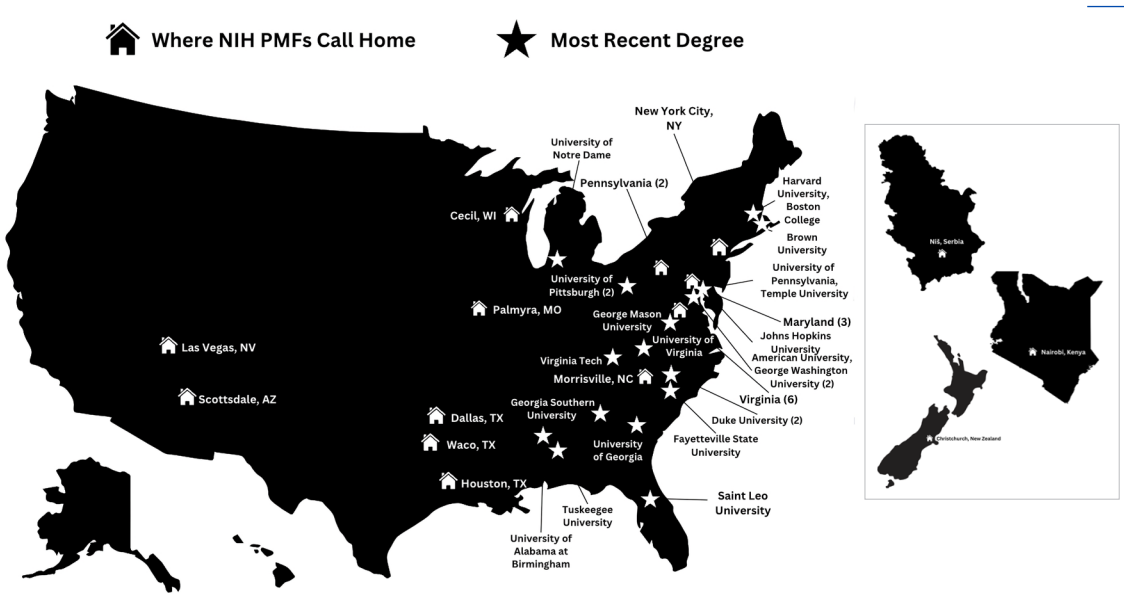 Where NIH PMFs Call Home
Most Recent Degree
New York City,
NY
University of
Notre Dame
Pennsylvania (2)
Harvard
University,
Boston
College
Cecil, WI
Brown
University
Niš, Serbia
University of
Pennsylvania,
Temple University
University of
Pittsburgh (2)
Palmyra, MO
George Mason
University
Maryland (3)
Johns Hopkins
University
University of
Virginia
Las Vegas, NV
Virginia Tech
American University,
George Washington
University (2)
Nairobi, Kenya
Morrisville, NC
Scottsdale, AZ
Virginia (6)
Georgia Southern
University
Dallas, TX
Duke University (2)
Waco, TX
University
of Georgia
Fayetteville State
University
Christchurch, New Zealand
Houston, TX
Saint Leo
University
Tuskeegee
University
University of
Alabama at
Birmingham